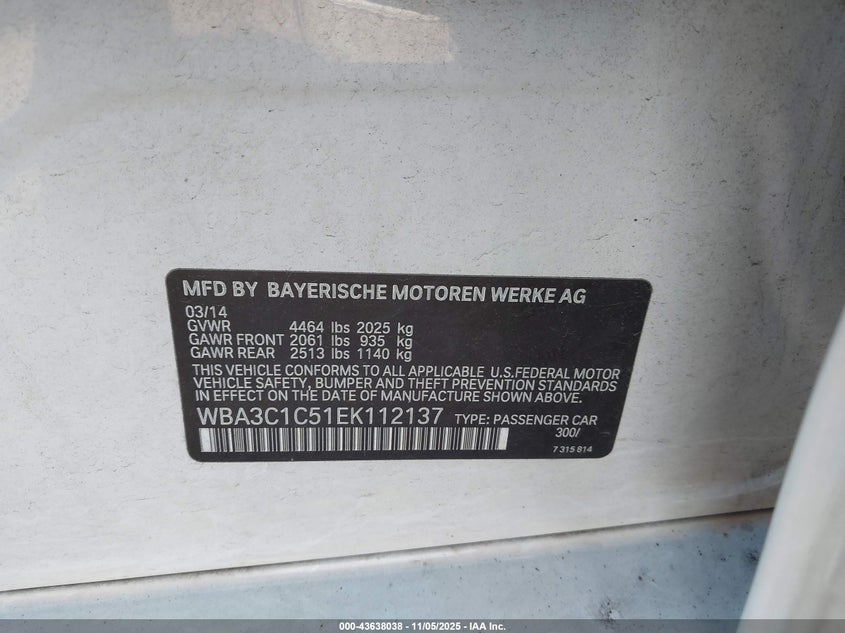 MFD BY BAYERISCHE MOTOREN WERKE AG
03/14
GVWR 4464 lbs 2025 kg
GAWR FRONT 2061 lbs 935 kg
GAWR REAR 2513 lbs 1140 kg
THIS VEHICLE CONFORMS TO ALL APPLICABLE U.S.FEDERAL MOTOR
VEHICLE SAFETY, BUMPER AND THEFT PREVENTION STANDARDS
IN EFFECT ON THE DATE OF MANUFACTURE SHOWN ABOVE.
WBA3C1C51EK112137 TYPE: PASSENGER CAR
300/
7 315 814
000-43638038 - 11/05/2025 - IAA Inc.